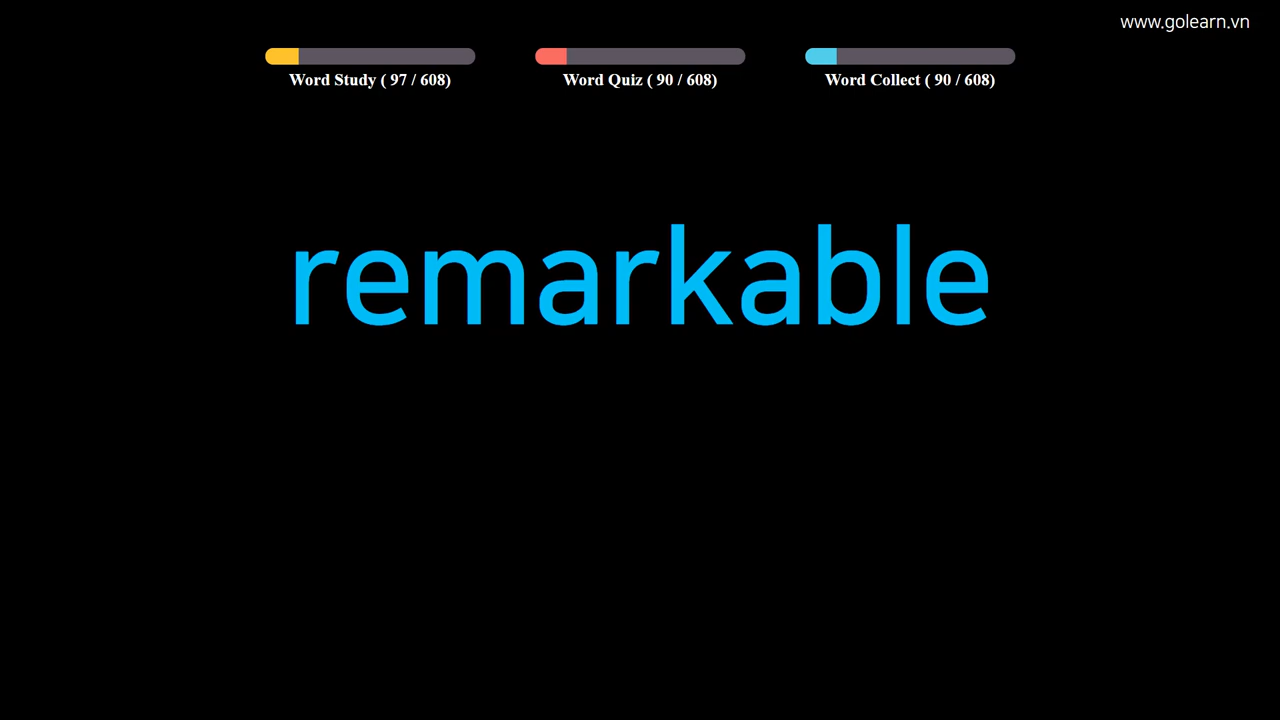 www.golearn.vn
Word Study ( 97 / 608)
Word Quiz ( 90 / 608)
Word Collect ( 90 / 608)
remarkable